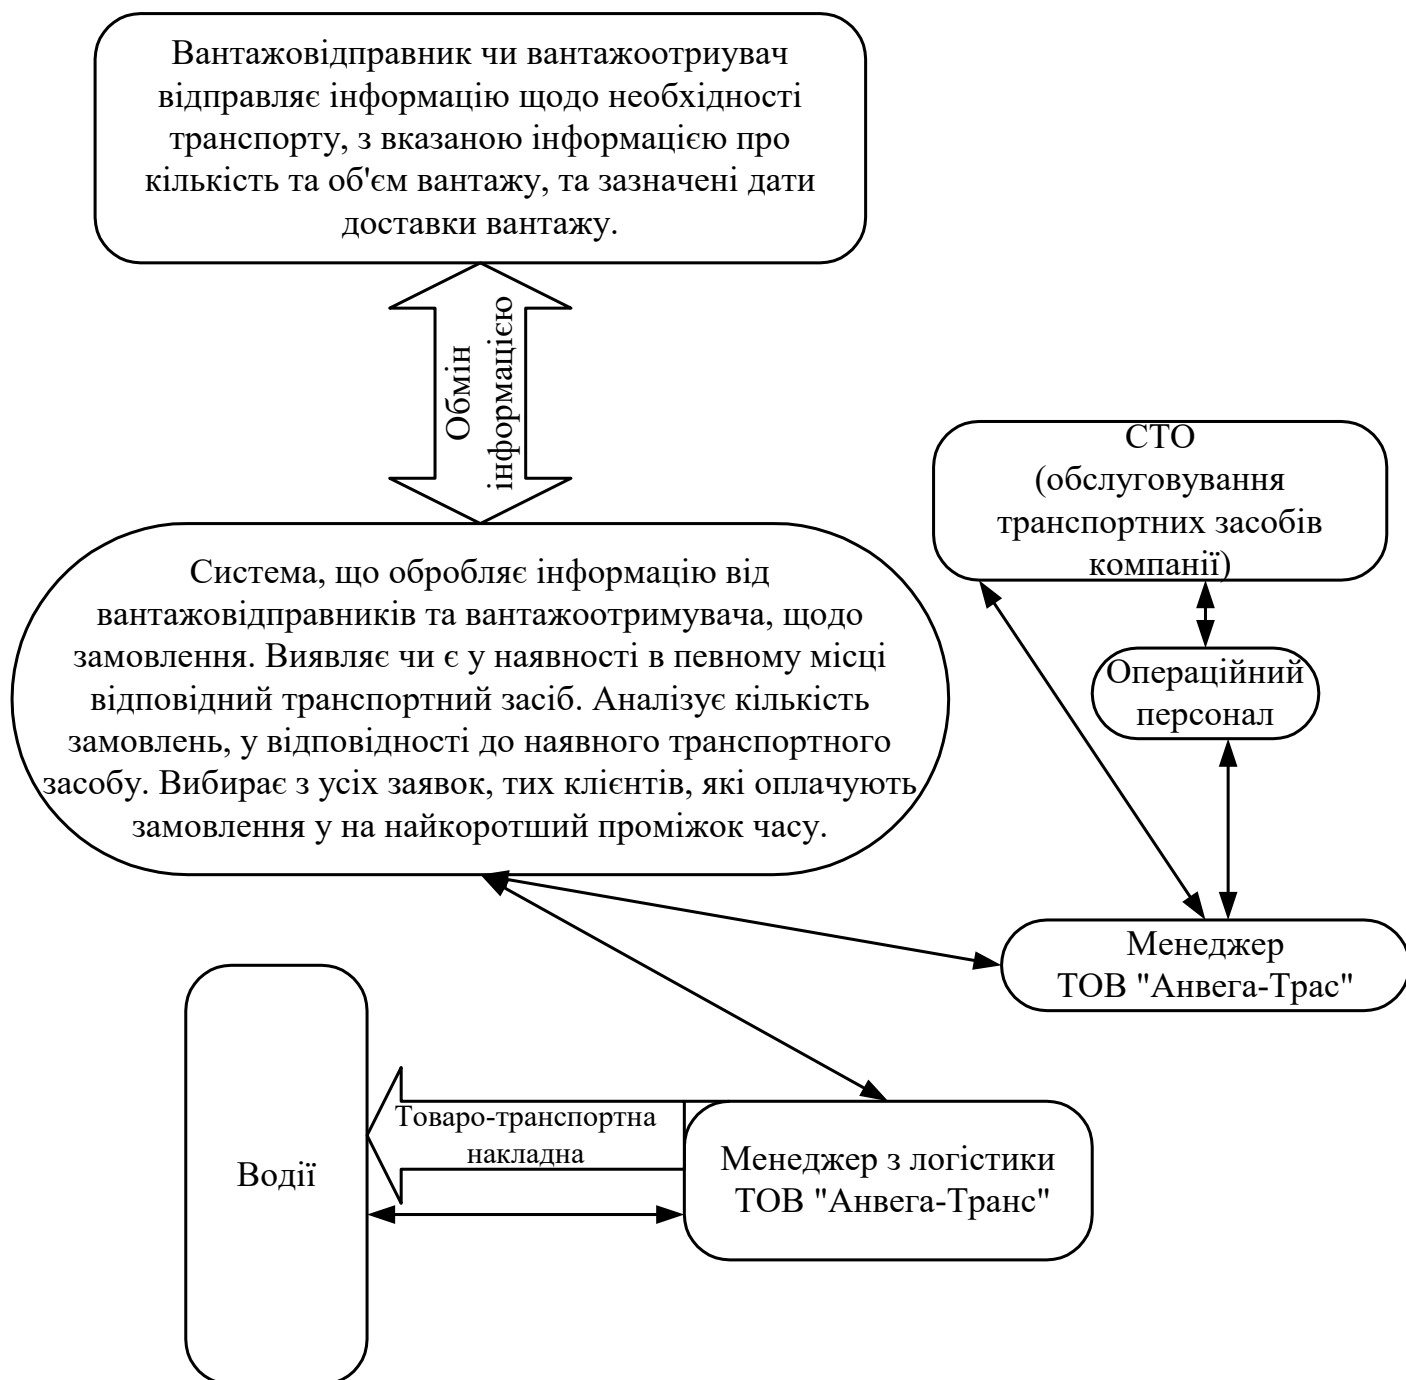 Вантажовідправник чи вантажоотриувач
відправляє інформацію щодо необхідності
транспорту, з вказаною інформацією про
кількість та об'єм вантажу, та зазначені дати
доставки вантажу.
Обмін
інформацією
СТО
(обслуговування
транспортних засобів
компанії)
Система, що обробляє інформацію від
вантажовідправників та вантажоотримувача, щодо
замовлення. Виявляє чи є у наявності в певному місці
відповідний транспортний засіб. Аналізує кількість
замовлень, у відповідності до наявного транспортного
засобу. Вибирає з усіх заявок, тих клієнтів, які оплачують
замовлення у на найкоротший проміжок часу.
Операційний
персонал
Менеджер
ТОВ "Анвега-Трас"
Товаро-транспортна
накладна
Водії
Менеджер з логістики
ТОВ "Анвега-Транс"